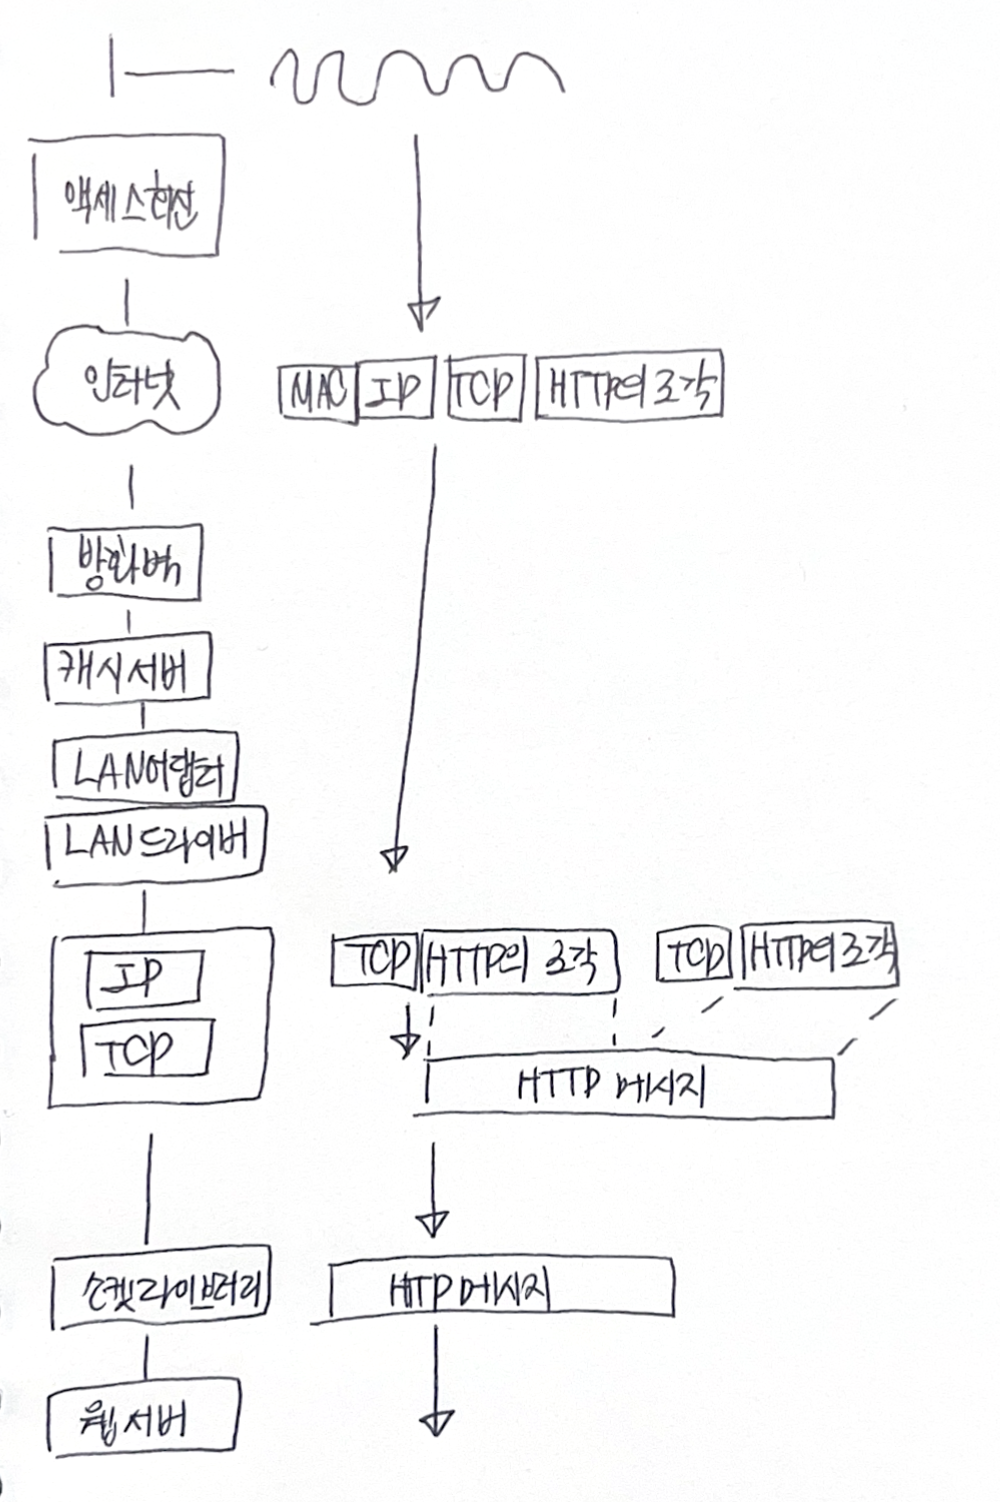 액세스회선
인터넷
MAC IP TCP HTTP의 조각
방화벽
캐시서버
LAN어댑터
LAN드라이버
IP
TCP
TCP HTTP의 조각 TCP HTTP의 조각
HTTP 메시지
소켓라이브러리
HTTP 메시지
웹서버